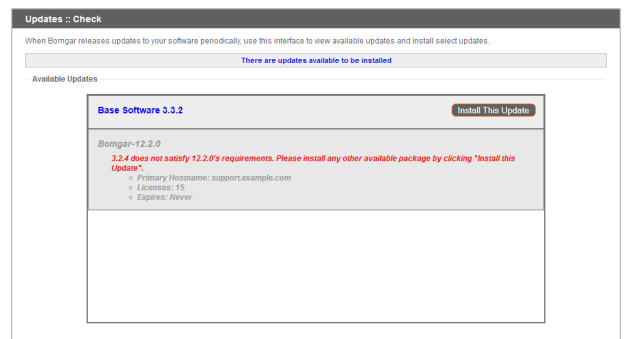 Updates :: Check
When Bomgar releases updates to your software periodically, use this interface to view available updates and install select updates.
There are updates available to be installed
Available Updates
Base Software 3.3.2
Install This Update
Bomgar-12.2.0
3.2.4 does not satisfy 12.2.0's requirements. Please install any other available package by clicking "Install this
Update".
Primary Hostname: support.example.com
Licenses: 15
Expires: Never